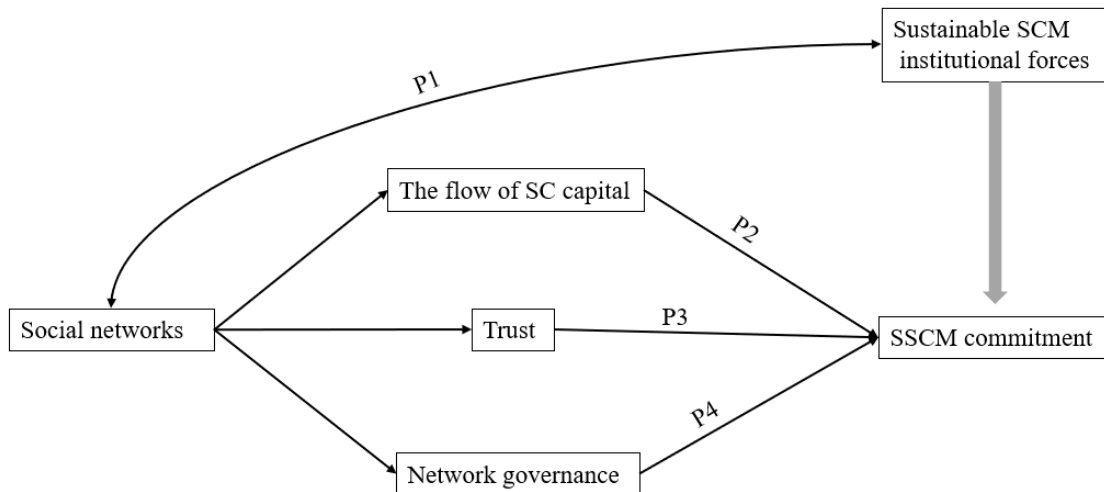 Sustainable SCM
institutional forces
P1
The flow of SC capital
P2
Social networks
Trust
P3
SSCM commitment
P4
Network governance